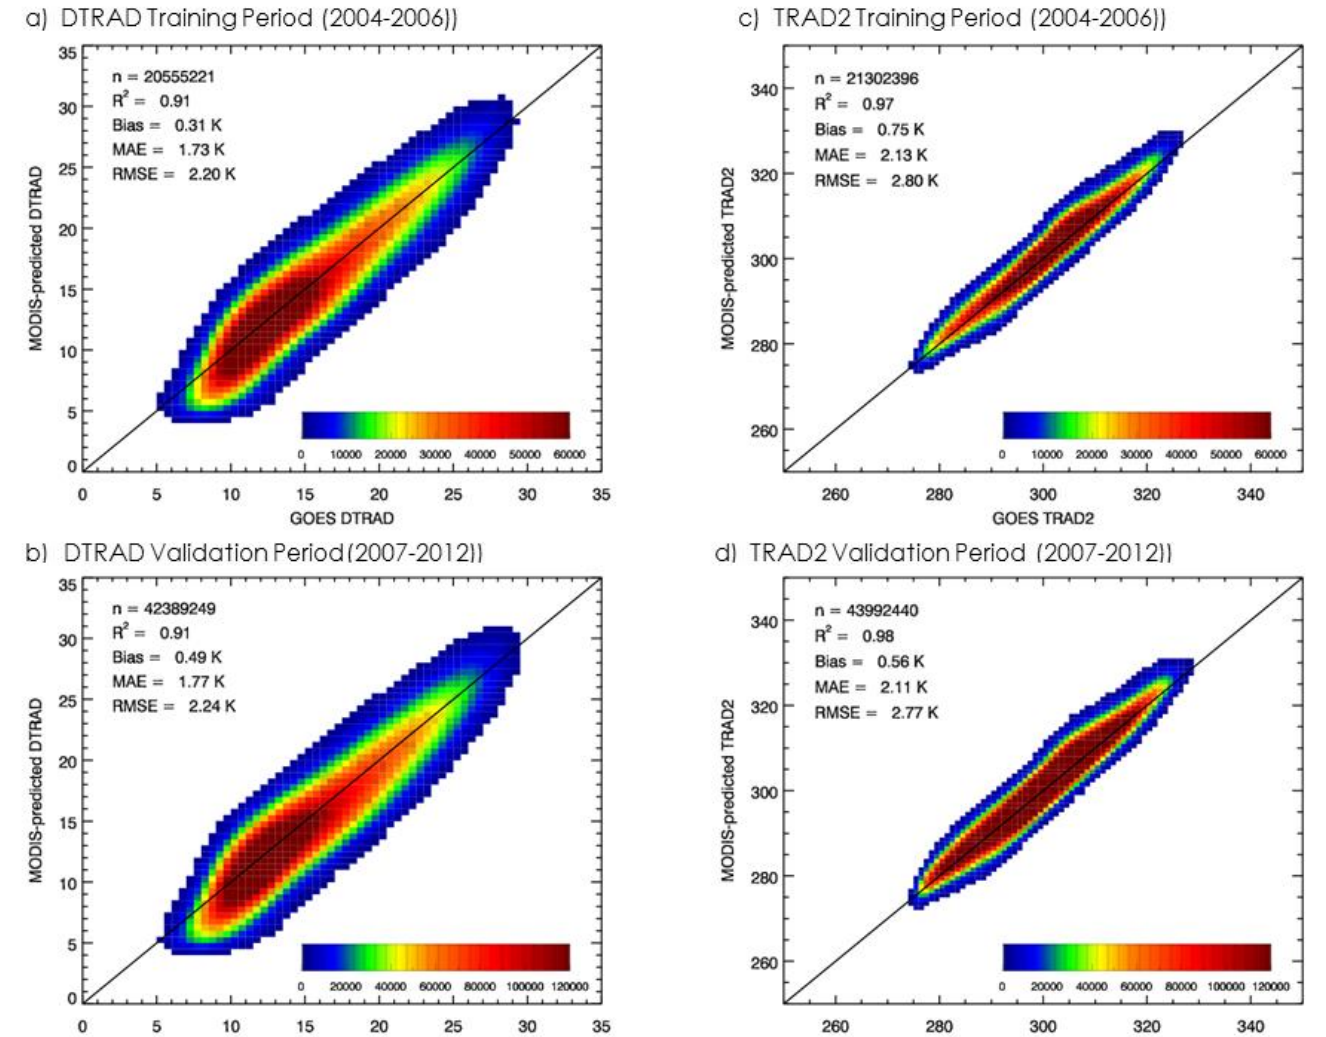 a) DTRAD Training Period (2004-2006))
n = 20555221
R² = 0.91
Bias = 0.31 K
MAE = 1.73 K
RMSE = 2.20 K
MODIS-predicted DTRAD
35
30
25
20
15
10
5
0
0 10000 20000 30000 40000 50000 60000
0 5 10 15 20 25 30 35
GOES DTRAD
c) TRAD2 Training Period (2004-2006))
n = 21302396
R² = 0.97
Bias = 0.75 K
MAE = 2.13 K
RMSE = 2.80 K
MODIS-predicted TRAD2
340
320
300
280
260
0 10000 20000 30000 40000 50000 60000
260 280 300 320 340
GOES TRAD2
b) DTRAD Validation Period(2007-2012))
n = 42389249
R² = 0.91
Bias = 0.49 K
MAE = 1.77 K
RMSE = 2.24 K
MODIS-predicted DTRAD
35
30
25
20
15
10
5
0
0 20000 40000 60000 80000 100000 120000
0 5 10 15 20 25 30 35
d) TRAD2 Validation Period (2007-2012))
n = 43992440
R² = 0.98
Bias = 0.56 K
MAE = 2.11 K
RMSE = 2.77 K
MODIS-predicted TRAD2
340
320
300
280
260
0 20000 40000 60000 80000 100000 120000
260 280 300 320 340